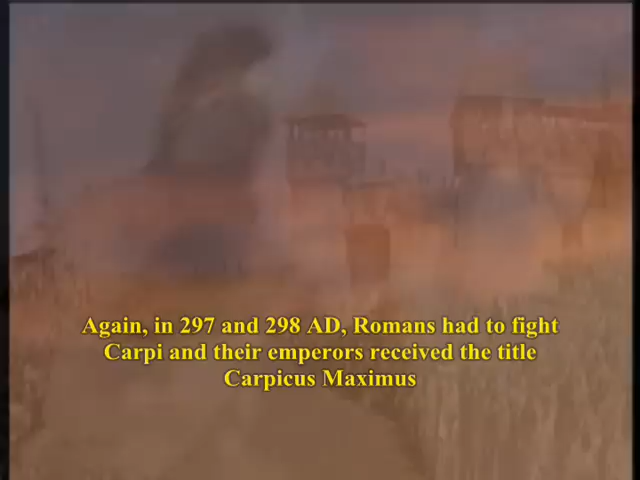 Again, in 297 and 298 AD, Romans had to fight
Carpi and their emperors received the title
Carpicus Maximus